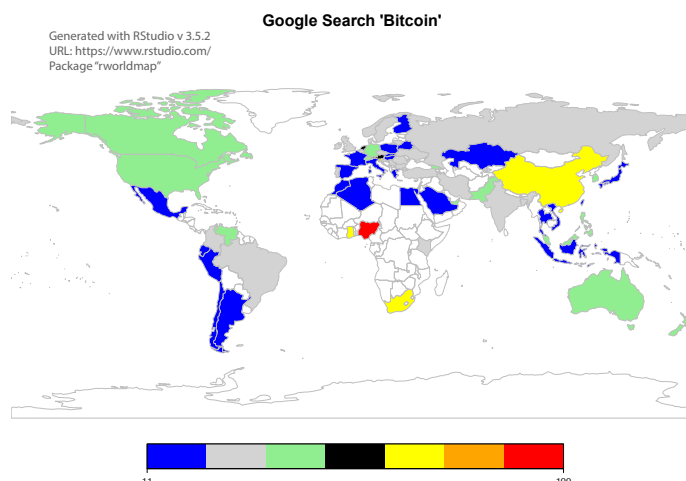 Google Search 'Bitcoin'
Generated with RStudio v 3.5.2
URL: https://www.rstudio.com/
Package “rworldmap”